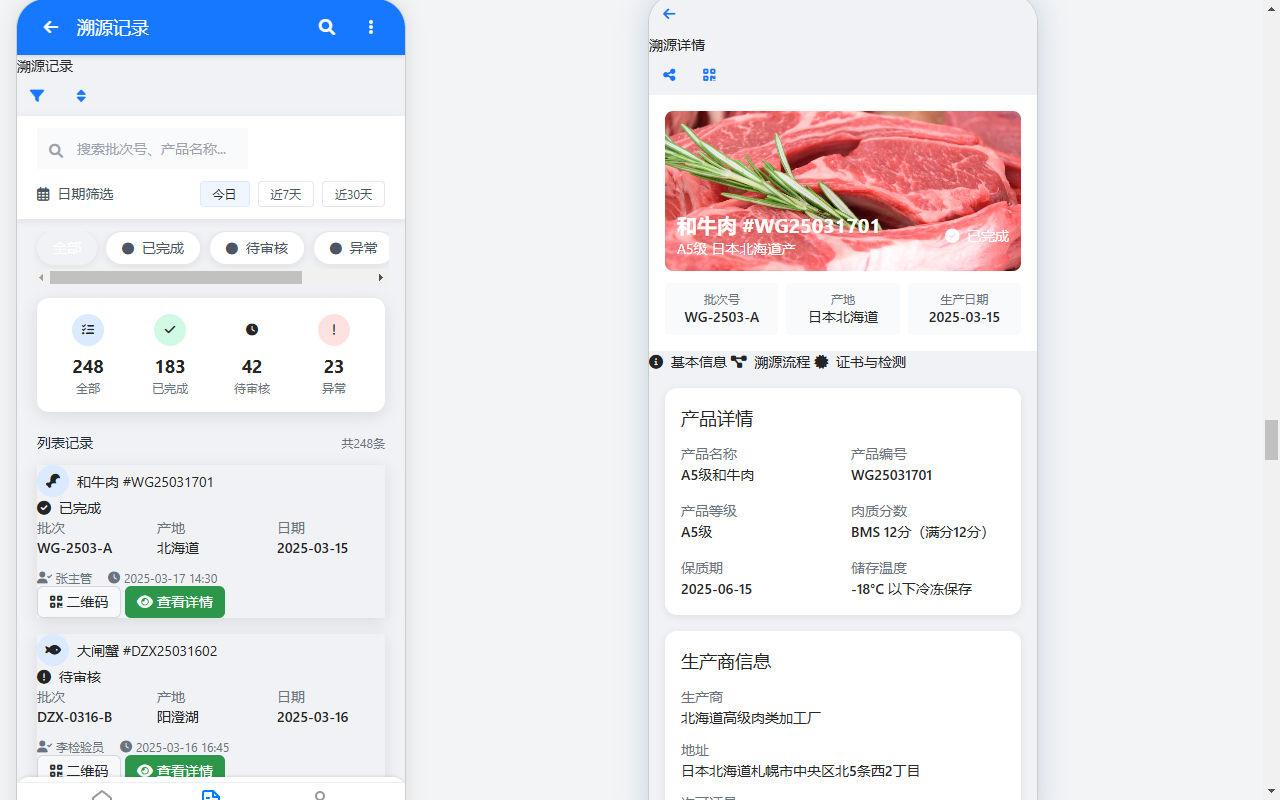 溯源记录
溯源记录
搜索批次号、产品名称...
日期筛选 今日 近7天 近30天
全部 已完成 待审核 异常
248 183 42 23
全部 已完成 待审核 异常
列表记录 共248条
和牛肉 #WG25031701
已完成
批次 产地 日期
WG-2503-A 北海道 2025-03-15
张主管 2025-03-17 14:30
二维码 查看详情
大闸蟹 #DZX25031602
待审核
批次 产地 日期
DZX-0316-B 阳澄湖 2025-03-16
李检验员 2025-03-16 16:45
二维码 查看详情
溯源详情
和牛肉 #WG25031701
A5级 日本北海道产 已完成
批次号 产地 生产日期
WG-2503-A 日本北海道 2025-03-15
基本信息 溯源流程 证书与检测
产品详情
产品名称 产品编号
A5级和牛肉 WG25031701
产品等级 肉质分数
A5级 BMS 12分（满分12分）
保质期 储存温度
2025-06-15 -18°C 以下冷冻保存
生产商信息
生产商
北海道高级肉类加工厂
地址
日本北海道札幌市中央区北5条西2丁目